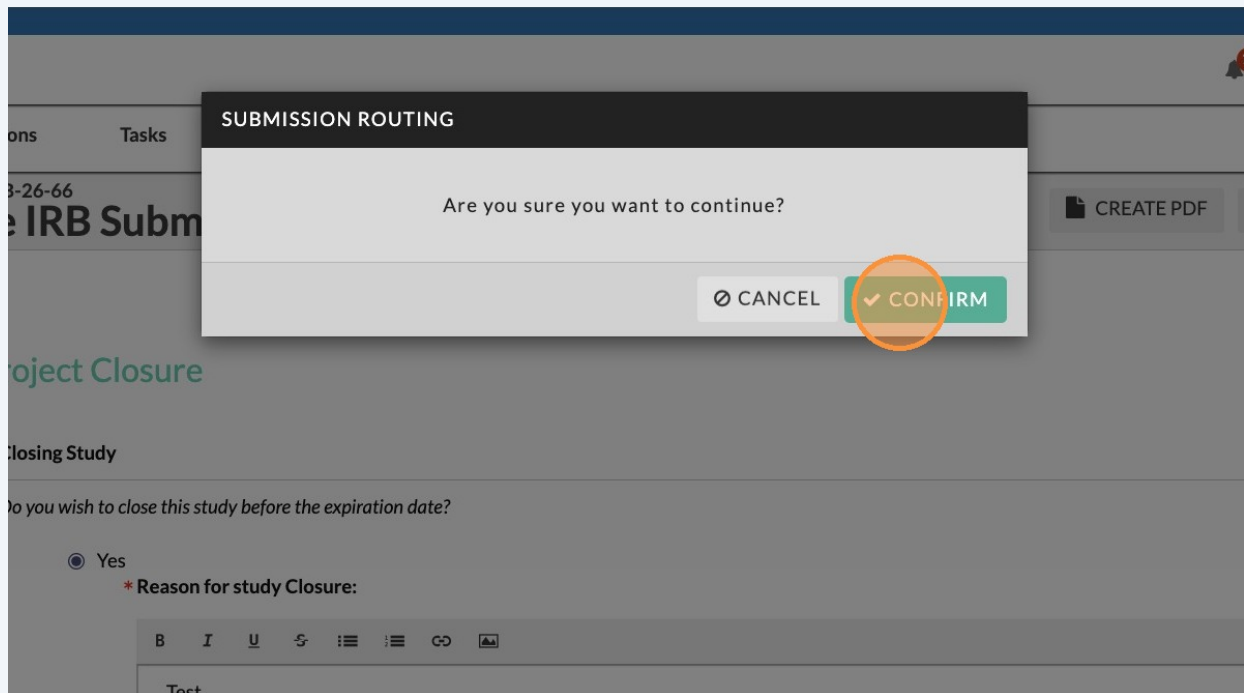 SUBMISSION ROUTING
ons Tasks
3-26-66
e IRB Subm
Are you sure you want to continue?
CREATE PDF
CANCEL CONFIRM
roject Closure
Closing Study
Do you wish to close this study before the expiration date?
Yes
* Reason for study Closure:
B I U S
Test